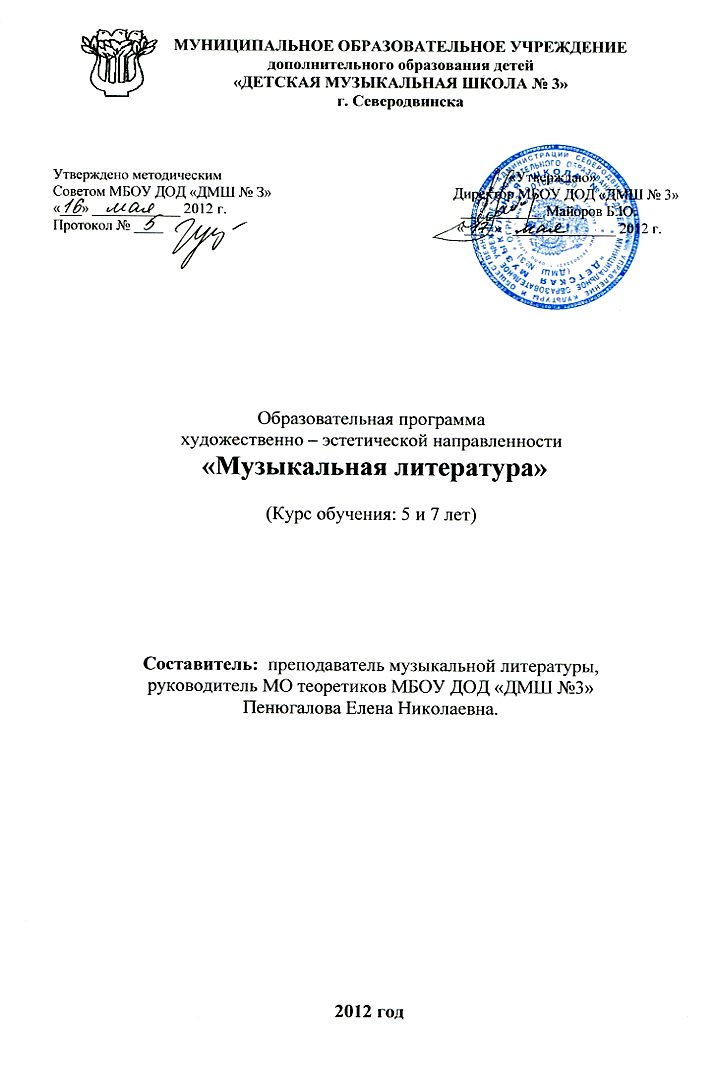 МУНИЦИПАЛЬНОЕ ОБРАЗОВАТЕЛЬНОЕ УЧРЕЖДЕНИЕ
дополнительного образования детей
«ДЕТСКАЯ МУЗЫКАЛЬНАЯ ШКОЛА № 3»
г. Северодвинска
Утверждено методическим
Советом МБОУ ДОД «ДМШ № 3»
«16» мая 2012 г.
Протокол № 5
«Утверждаю»
Директор МБОУ ДОД «ДМШ № 3»
Майоров Б.Ю.
мая 2012 г.
Образовательная программа
художественно – эстетической направленности
«Музыкальная литература»
(Курс обучения: 5 и 7 лет)
Составитель: преподаватель музыкальной литературы,
руководитель МО теоретиков МБОУ ДОД «ДМШ №3»
Пенюгалова Елена Николаевна.
2012 год